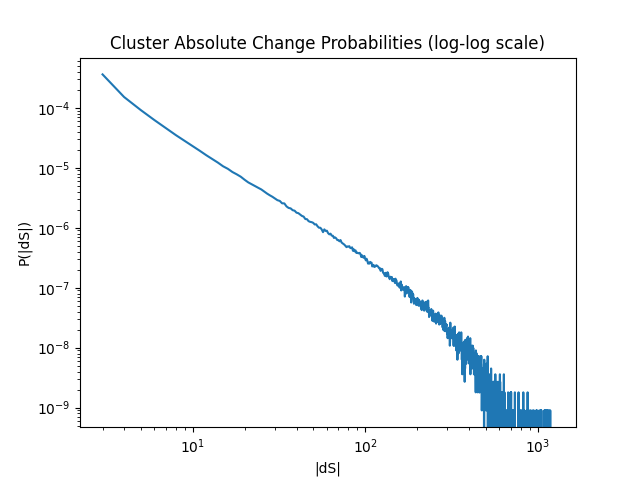 Cluster Absolute Change Probabilities (log-log scale)
P(|dS|)
10⁻⁴
10⁻⁵
10⁻⁶
10⁻⁷
10⁻⁸
10⁻⁹
10¹ 10² 10³
|dS|